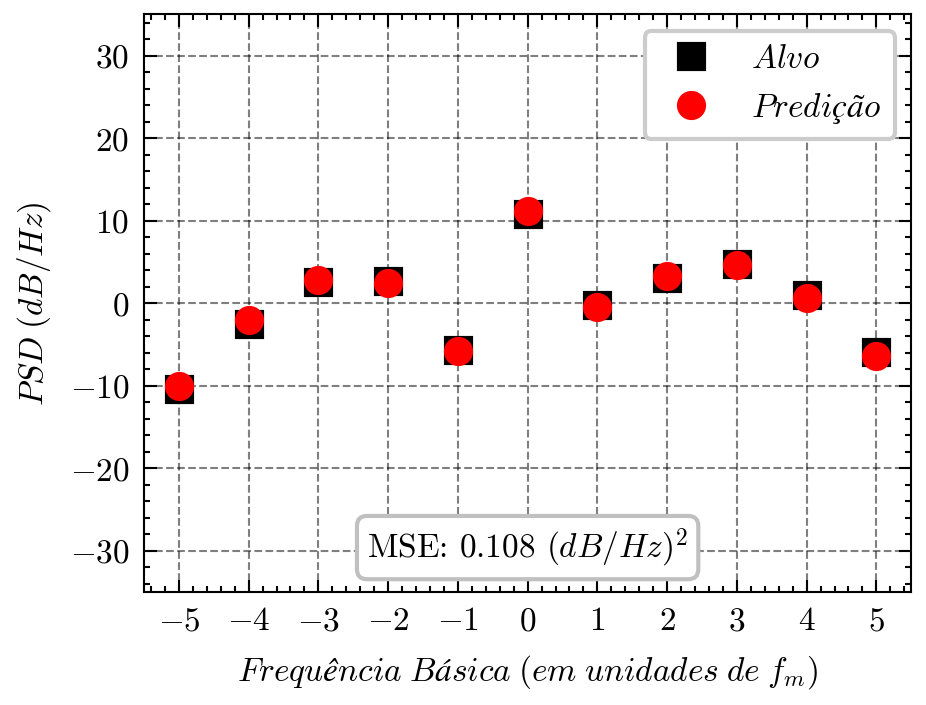 Alvo
Predição
30
20
10
0
−10
−20
−30
PSD (dB/Hz)
MSE: 0.108 (dB/Hz)²
−5 −4 −3 −2 −1 0 1 2 3 4 5
Frequência Básica (em unidades de fₘ)